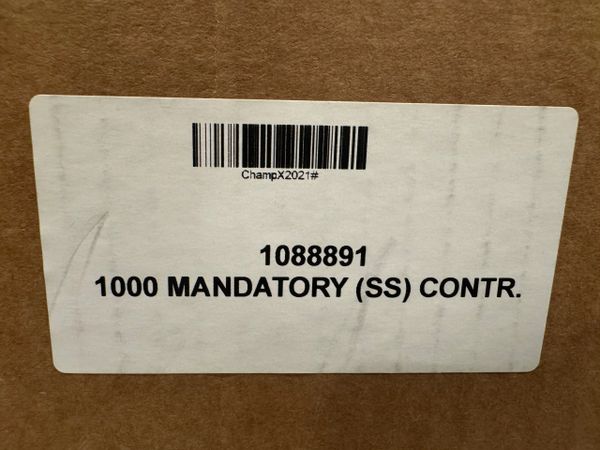 ChampX2021#
1088891
1000 MANDATORY (SS) CONTR.